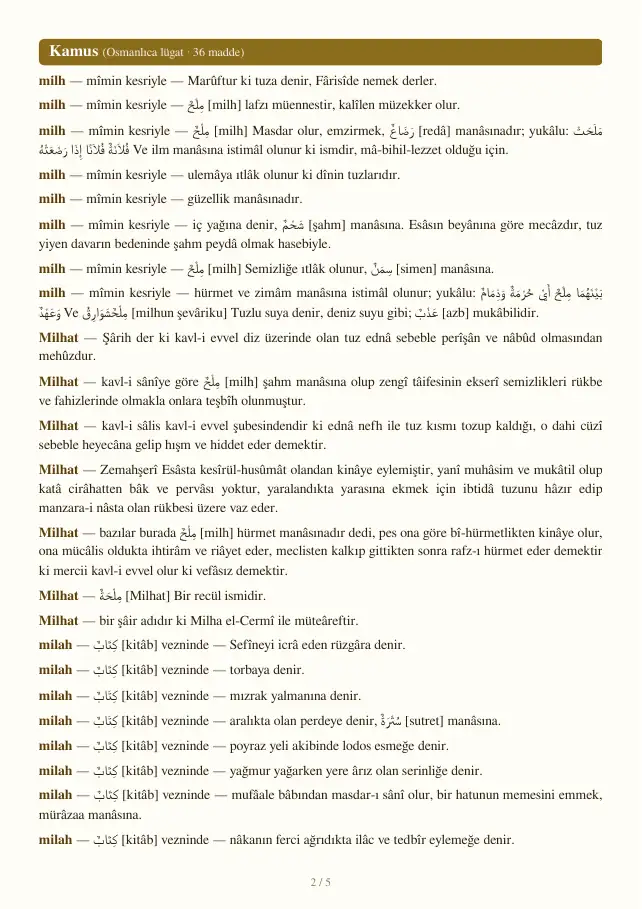 Kamus (Osmanlıca lügat · 36 madde)
milh — mîmin kesriyle — Marûftur ki tuza denir, Fârisîde nemek derler.
milh — mîmin kesriyle — مِلْحٌ [milh] lafzı müennestir, kalîlen müzekker olur.
milh — mîmin kesriyle — مِلْحٌ [milh] Masdar olur, emzirmek, رَضَاعٌ [redâ] manâsınadır; yukâlu: مَلَحَتْ
فُلَانَةٌ فُلَانًا إِذَا رَضَعَتْهُ Ve ilm manâsına istimâl olunur ki ismdir, mâ-bihil-lezzet olduğu için.
milh — mîmin kesriyle — ulemâya ıtlâk olunur ki dînin tuzlarıdır.
milh — mîmin kesriyle — güzellik manâsınadır.
milh — mîmin kesriyle — iç yağına denir, شَحْمٌ [şahm] manâsına. Esâsın beyânına göre mecâzdır, tuz
yiyen davarın bedeninde şahm peydâ olmak hasebiyle.
milh — mîmin kesriyle — مِلْحٌ [milh] Semizliğe ıtlâk olunur, سِمَنٌ [simen] manâsına.
milh — mîmin kesriyle — hürmet ve zimâm manâsına istimâl olunur; yukâlu: بَيْنَهُمَا مِلْحٌ أَيْ حُرْمَةٌ وَذِمَامٌ
وَعَهْدٌ Ve مِلْحُشَوَارِقُ [milhun şevâriku] Tuzlu suya denir, deniz suyu gibi; عَذْبٌ [azb] mukâbilidir.
Milhat — Şârih der ki kavl-i evvel diz üzerinde olan tuz ednâ sebeble perîşân ve nâbûd olmasından
mehûzdur.
Milhat — kavl-i sânîye göre مِلْحٌ [milh] şahm manâsına olup zengî tâifesinin ekserî semizlikleri rükbe
ve fahizlerinde olmakla onlara teşbîh olunmuştur.
Milhat — kavl-i sâlis kavl-i evvel şubesindendir ki ednâ nefh ile tuz kısmı tozup kaldığı, o dahi cüzî
sebeble heyecâna gelip hışm ve hiddet eder demektir.
Milhat — Zemahşerî Esâsta kesîrül-husûmât olandan kinâye eylemiştir, yanî muhâsim ve mukâtil olup
katâ cirâhatten bâk ve pervâsı yoktur, yaralandıkta yarasına ekmek için ibtidâ tuzunu hâzır edip
manzara-i nâsta olan rükbesi üzere vaz eder.
Milhat — bazılar burada مِلْحٌ [milh] hürmet manâsınadır dedi, pes ona göre bî-hürmetlikten kinâye olur,
ona mücâlis oldukta ihtirâm ve riâyet eder, meclisten kalkıp gittikten sonra rafz-ı hürmet eder demektir
ki mercii kavl-i evvel olur ki vefâsız demektir.
Milhat — مِلْحَةٌ [Milhat] Bir recül ismidir.
Milhat — bir şâir adıdır ki Milha el-Cermî ile müteâreftir.
milah — كِتَابٌ [kitâb] vezninde — Sefîneyi icrâ eden rüzgâra denir.
milah — كِتَابٌ [kitâb] vezninde — torbaya denir.
milah — كِتَابٌ [kitâb] vezninde — mızrak yalmanına denir.
milah — كِتَابٌ [kitâb] vezninde — aralıkta olan perdeye denir, سُتْرَةٌ [sutret] manâsına.
milah — كِتَابٌ [kitâb] vezninde — poyraz yeli akibinde lodos esmeğe denir.
milah — كِتَابٌ [kitâb] vezninde — yağmur yağarken yere ârız olan serinliğe denir.
milah — كِتَابٌ [kitâb] vezninde — mufâale bâbından masdar-ı sânî olur, bir hatunun memesini emmek,
mürâzaa manâsına.
milah — كِتَابٌ [kitâb] vezninde — nâkanın ferci ağrıdıkta ilâc ve tedbîr eylemeğe denir.
2 / 5